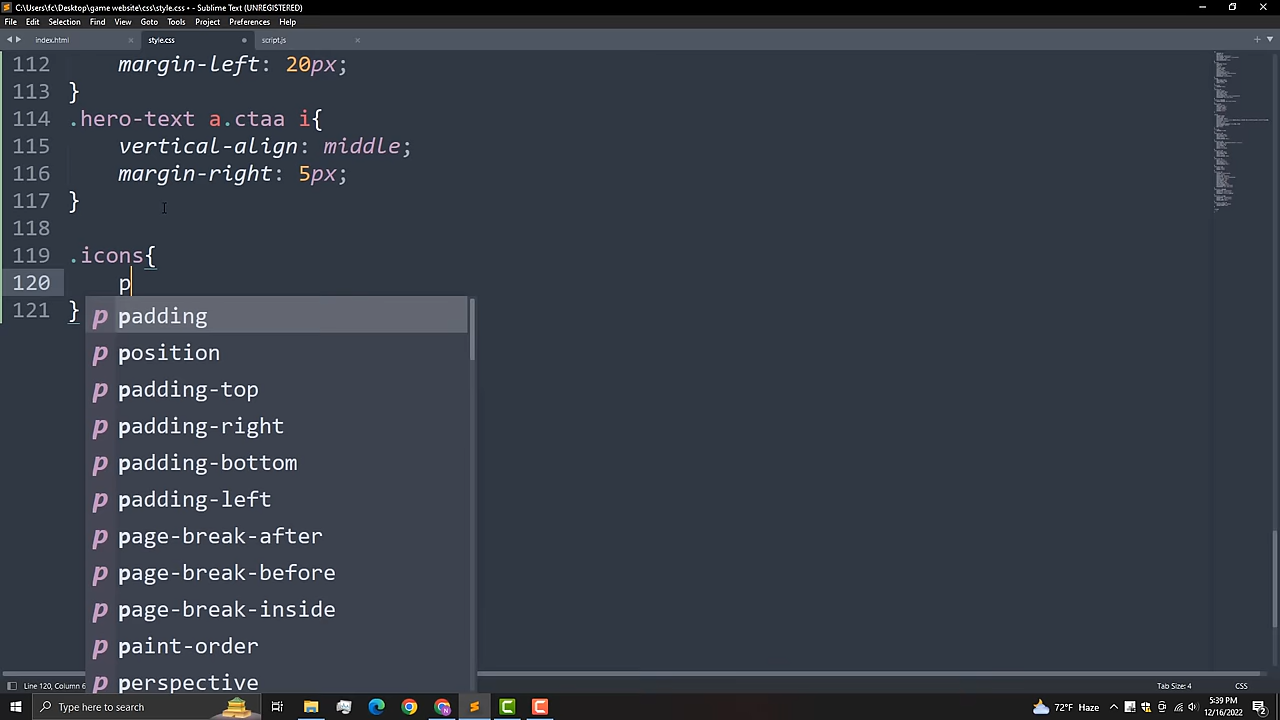 C:\Users\fc\Desktop\game website\css\style.css • - Sublime Text (UNREGISTERED)
File Edit Selection Find View Goto Tools Project Preferences Help
index.html style.css script.js
112 margin-left: 20px;
113 }
114 .hero-text a.ctaa i{
115 vertical-align: middle;
116 margin-right: 5px;
117 }
118
119 .icons{
120 p
121 }
p padding
p position
p padding-top
p padding-right
p padding-bottom
p padding-left
p page-break-after
p page-break-before
p page-break-inside
p paint-order
p perspective
Line 120, Column 6
Tab Size: 4 CSS
Type here to search
72°F Haze
5:39 PM
12/16/2022